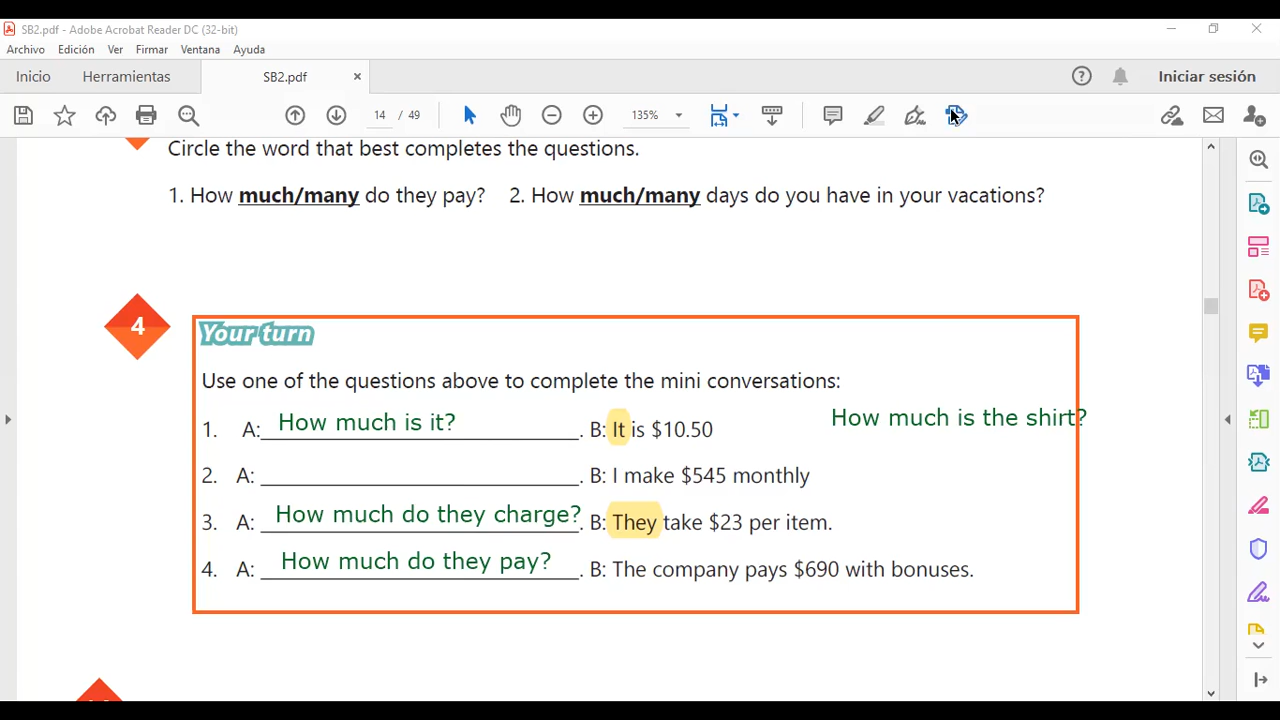 SB2.pdf - Adobe Acrobat Reader DC (32-bit)
Archivo Edición Ver Firmar Ventana Ayuda
Inicio Herramientas SB2.pdf × Iniciar sesión
14 / 49 135%
Circle the word that best completes the questions.
1. How much/many do they pay? 2. How much/many days do you have in your vacations?
4
Your turn
Use one of the questions above to complete the mini conversations:
How much is the shirt?
1. A: How much is it? . B: It is $10.50
2. A: ______________________________. B: I make $545 monthly
3. A: How much do they charge? . B: They take $23 per item.
4. A: How much do they pay? . B: The company pays $690 with bonuses.